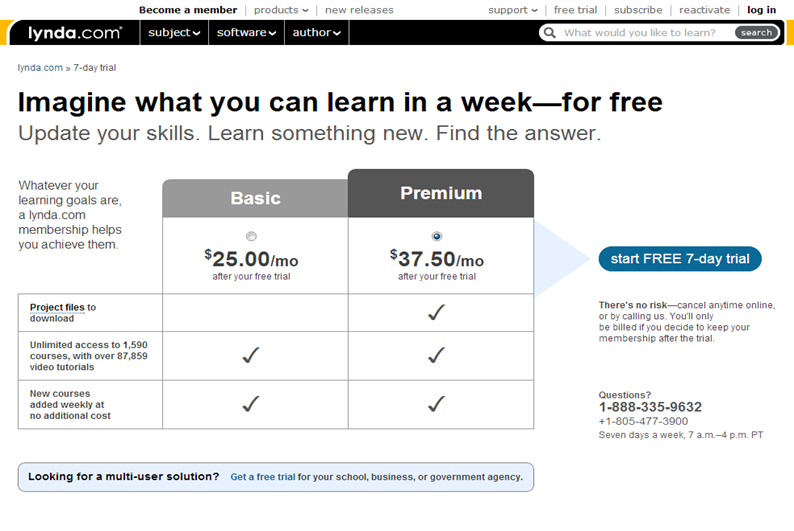 Become a member products new releases support free trial subscribe reactivate log in
lynda.com® subject software author What would you like to learn? search
lynda.com » 7-day trial
Imagine what you can learn in a week—for free
Update your skills. Learn something new. Find the answer.
Whatever your
learning goals are,
a lynda.com
membership helps
you achieve them.
Basic
$25.00/mo
after your free trial
Premium
$37.50/mo
after your free trial
start FREE 7-day trial
Project files to
download
Unlimited access to 1,590
courses, with over 87,859
video tutorials
New courses
added weekly at
no additional cost
There's no risk—cancel anytime online,
or by calling us. You'll only
be billed if you decide to keep your
membership after the trial.
Questions?
1-888-335-9632
+1-805-477-3900
Seven days a week, 7 a.m.–4 p.m. PT
Looking for a multi-user solution? Get a free trial for your school, business, or government agency.